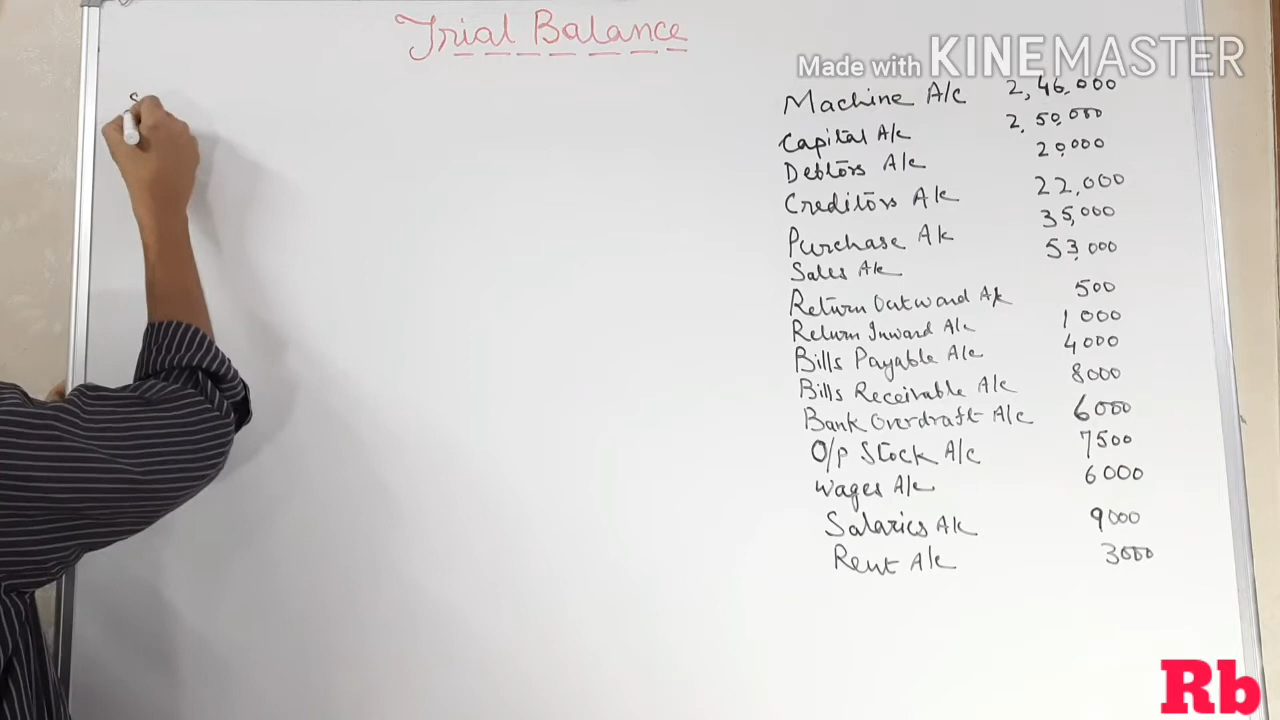 Trial Balance
Made with KINEMASTER
Machine A/c 2,46,000
Capital A/c 2,50,000
Debtors A/c 20,000
Creditors A/c 22,000
Purchase A/c 35,000
Sales A/c 53,000
Return Outward A/c 500
Return Inward A/c 1000
Bills Payable A/c 4000
Bills Receivable A/c 8000
Bank Overdraft A/c 6000
O/p Stock A/c 7500
Wages A/c 6000
Salaries A/c 9000
Rent A/c 3000
Rb